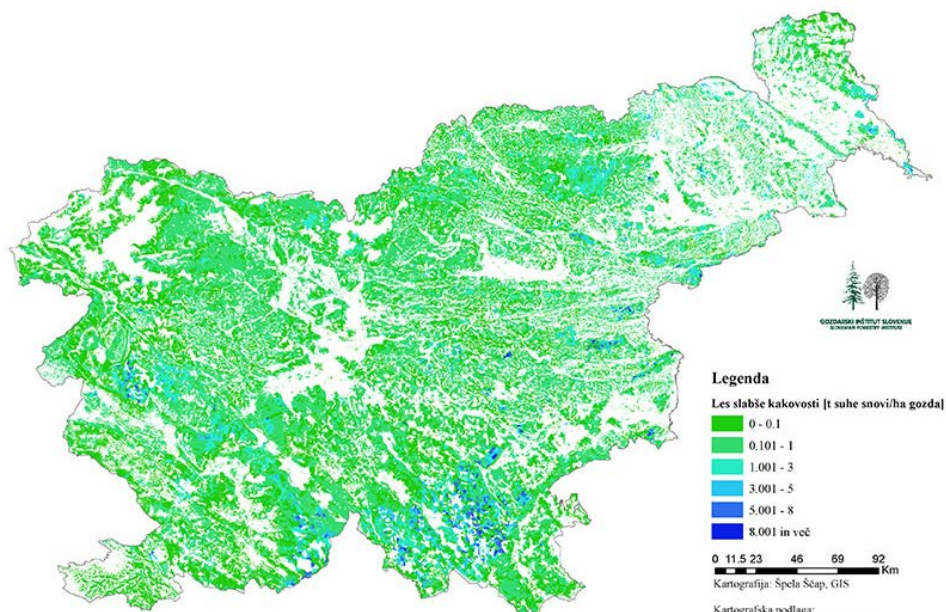 GOZDARSKI INŠTITUT SLOVENIJE
SLOVENIAN FORESTRY INSTITUTE
Legenda
Les slabše kakovosti [t suhe snovi/ha gozda]
0 - 0.1
0.101 - 1
1.001 - 3
3.001 - 5
5.001 - 8
8.001 in več
0 11.5 23 46 69 92
Km
Kartografija: Špela Ščap, GIS
Kartografska podlaga: